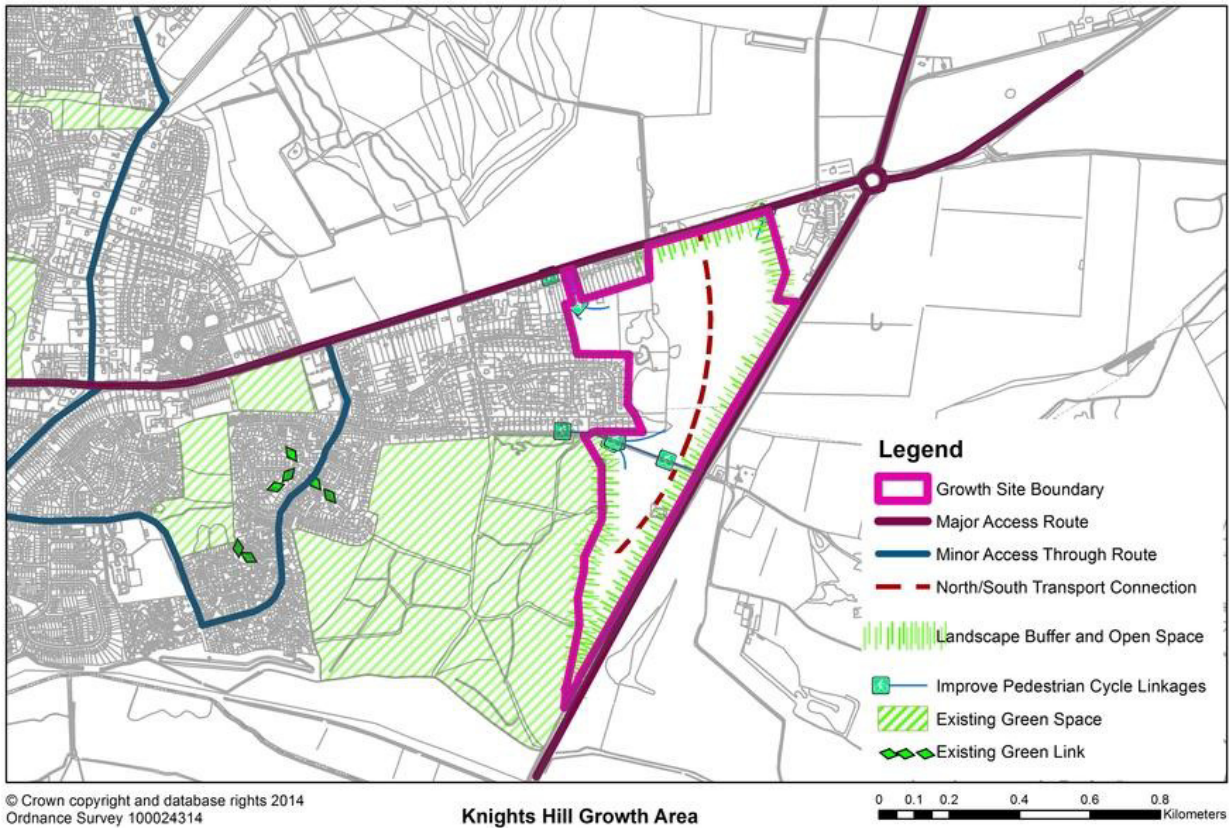 Legend
Growth Site Boundary
Major Access Route
Minor Access Through Route
North/South Transport Connection
Landscape Buffer and Open Space
Improve Pedestrian Cycle Linkages
Existing Green Space
Existing Green Link
© Crown copyright and database rights 2014
Ordnance Survey 100024314
Knights Hill Growth Area
0 0.1 0.2 0.4 0.6 0.8
Kilometers